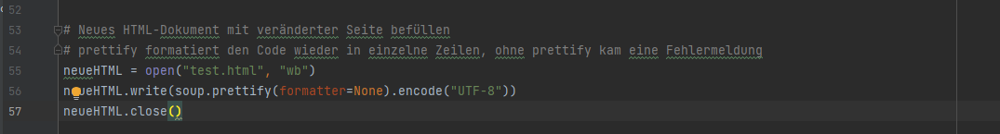 52
53 # Neues HTML-Dokument mit veränderter Seite befüllen
54 # prettify formatiert den Code wieder in einzelne Zeilen, ohne prettify kam eine Fehlermeldung
55 neueHTML = open("test.html", "wb")
56 neueHTML.write(soup.prettify(formatter=None).encode("UTF-8"))
57 neueHTML.close()